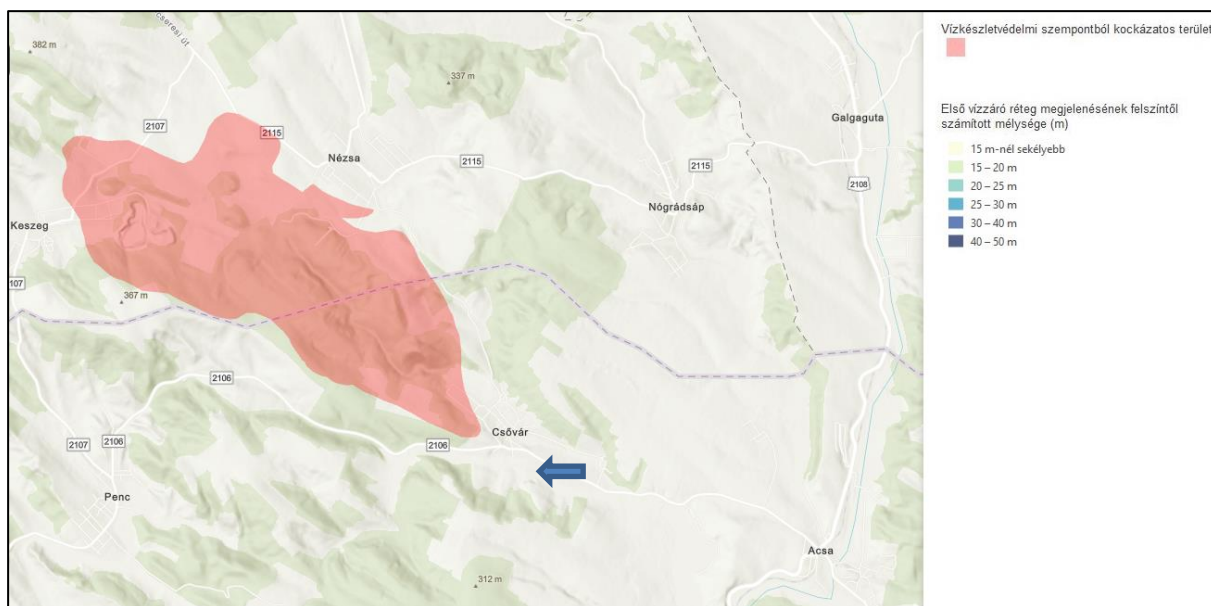 382 m
cseresi út
337 m
2107
2115
Nézsa
2115
2115
Galgaguta
2108
Nógrádsáp
Keszeg
107
367 m
2106
2107
2106
Penc
2106
Csővár
312 m
Acsa
Vízkészletvédelmi szempontból kockázatos terület
Első vízzáró réteg megjelenésének felszíntől
számított mélysége (m)
15 m-nél sekélyebb
15 – 20 m
20 – 25 m
25 – 30 m
30 – 40 m
40 – 50 m